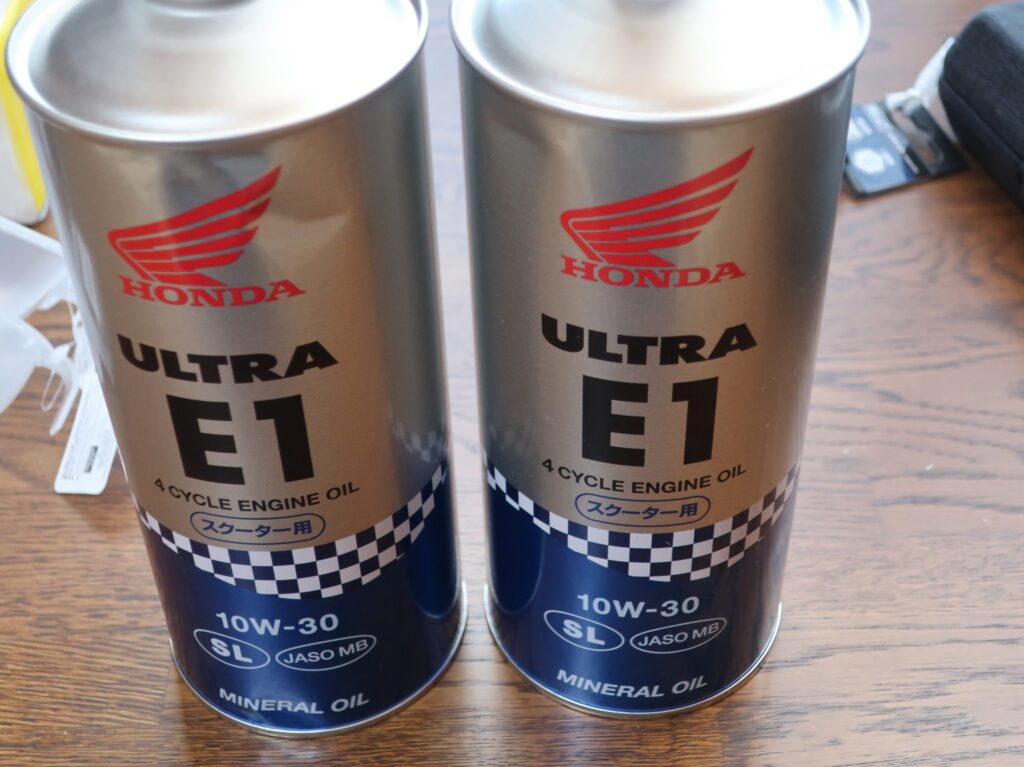 HONDA
ULTRA
E1
4 CYCLE ENGINE OIL
スクーター用
10W-30
SL
JASO MB
MINERAL OIL
HONDA
ULTRA
E1
4 CYCLE ENGINE OIL
スクーター用
10W-30
SL
JASO MB
MINERAL OIL